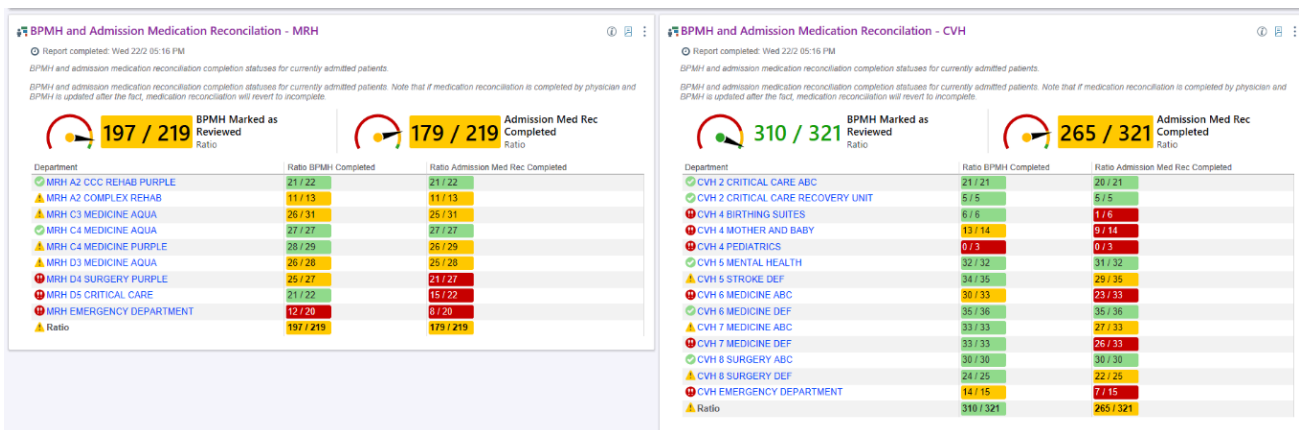 BPMH and Admission Medication Reconcilation - MRH
Report completed: Wed 22/2 05:16 PM
BPMH and admission medication reconciliation completion statuses for currently admitted patients.
BPMH and admission medication reconciliation completion statuses for currently admitted patients. Note that if medication reconciliation is completed by physician and
BPMH is updated after the fact, medication reconciliation will revert to incomplete.
197 / 219 BPMH Marked as
Reviewed
Ratio
179 / 219 Admission Med Rec
Completed
Ratio
Department Ratio BPMH Completed Ratio Admission Med Rec Completed
MRH A2 CCC REHAB PURPLE 21 / 22 21 / 22
MRH A2 COMPLEX REHAB 11 / 13 11 / 13
MRH C3 MEDICINE AQUA 26 / 31 25 / 31
MRH C4 MEDICINE AQUA 27 / 27 27 / 27
MRH C4 MEDICINE PURPLE 28 / 29 26 / 29
MRH D3 MEDICINE AQUA 26 / 28 25 / 28
MRH D4 SURGERY PURPLE 25 / 27 21 / 27
MRH D5 CRITICAL CARE 21 / 22 15 / 22
MRH EMERGENCY DEPARTMENT 12 / 20 8 / 20
Ratio 197 / 219 179 / 219
BPMH and Admission Medication Reconcilation - CVH
Report completed: Wed 22/2 05:16 PM
BPMH and admission medication reconciliation completion statuses for currently admitted patients.
BPMH and admission medication reconciliation completion statuses for currently admitted patients. Note that if medication reconciliation is completed by physician and
BPMH is updated after the fact, medication reconciliation will revert to incomplete.
310 / 321 BPMH Marked as
Reviewed
Ratio
265 / 321 Admission Med Rec
Completed
Ratio
Department Ratio BPMH Completed Ratio Admission Med Rec Completed
CVH 2 CRITICAL CARE ABC 21 / 21 20 / 21
CVH 2 CRITICAL CARE RECOVERY UNIT 5 / 5 5 / 5
CVH 4 BIRTHING SUITES 6 / 6 1 / 6
CVH 4 MOTHER AND BABY 13 / 14 9 / 14
CVH 4 PEDIATRICS 0 / 3 0 / 3
CVH 5 MENTAL HEALTH 32 / 32 31 / 32
CVH 5 STROKE DEF 34 / 35 29 / 35
CVH 6 MEDICINE ABC 30 / 33 23 / 33
CVH 6 MEDICINE DEF 35 / 36 35 / 36
CVH 7 MEDICINE ABC 33 / 33 27 / 33
CVH 7 MEDICINE DEF 33 / 33 26 / 33
CVH 8 SURGERY ABC 30 / 30 30 / 30
CVH 8 SURGERY DEF 24 / 25 22 / 25
CVH EMERGENCY DEPARTMENT 14 / 15 7 / 15
Ratio 310 / 321 265 / 321